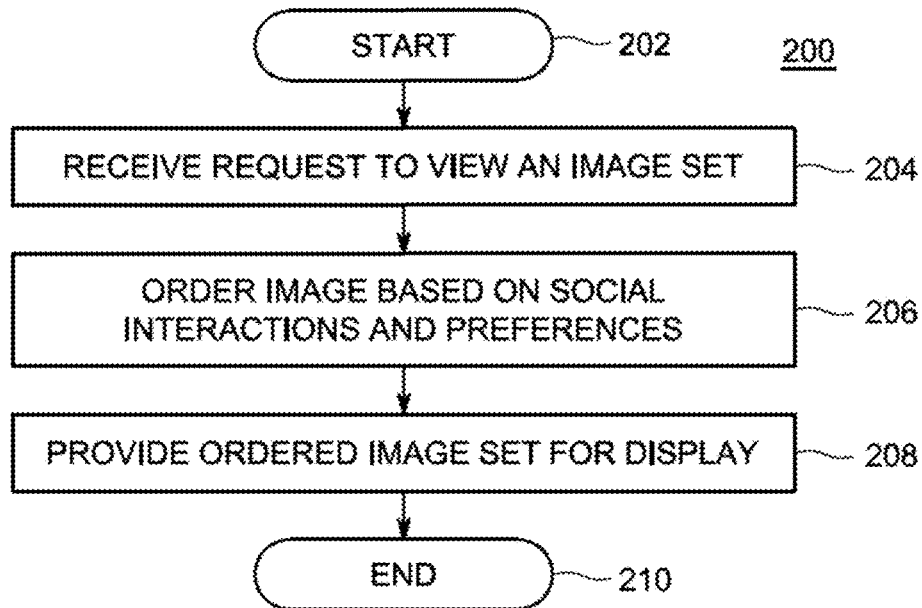 START
202
200
RECEIVE REQUEST TO VIEW AN IMAGE SET
204
ORDER IMAGE BASED ON SOCIAL
INTERACTIONS AND PREFERENCES
206
PROVIDE ORDERED IMAGE SET FOR DISPLAY
208
END
210